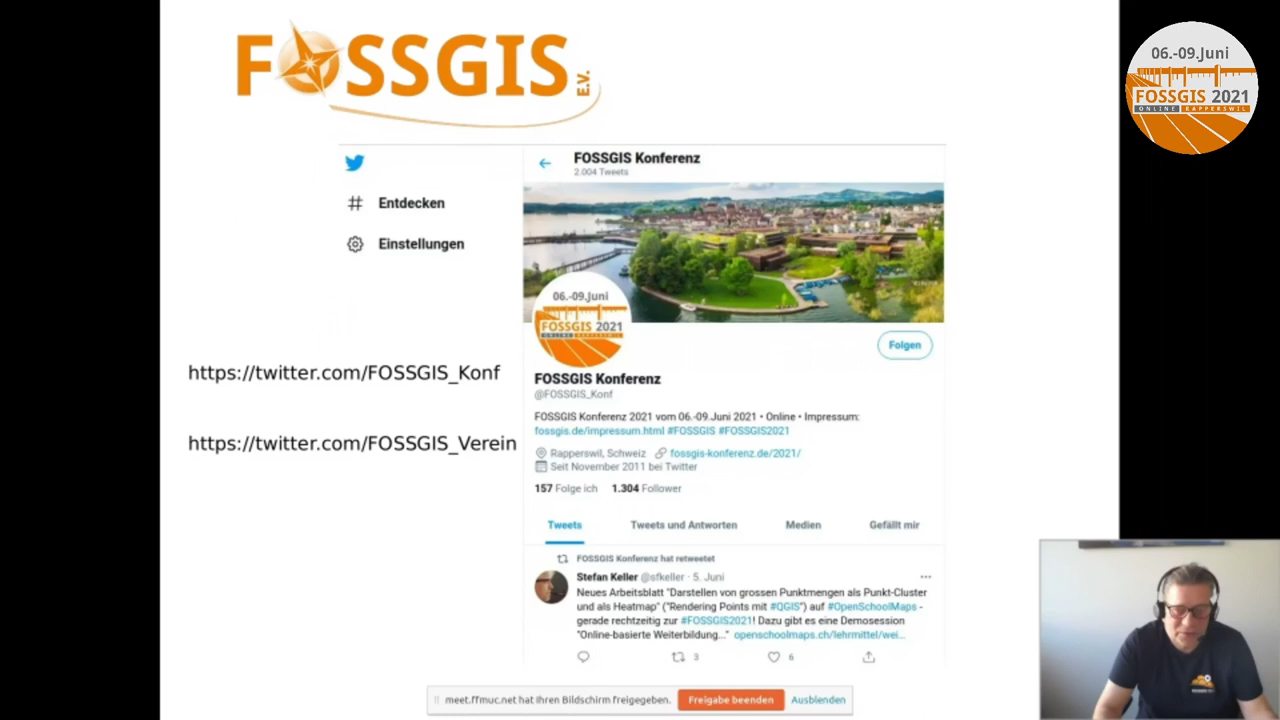 FOSSGIS e.V.
06.-09.Juni
FOSSGIS 2021
ONLINE RAPPERSWIL
FOSSGIS Konferenz
2.004 Tweets
Entdecken
Einstellungen
06.-09.Juni
FOSSGIS 2021
ONLINE RAPPERSWIL
Folgen
https://twitter.com/FOSSGIS_Konf
https://twitter.com/FOSSGIS_Verein
FOSSGIS Konferenz
@FOSSGIS_Konf
FOSSGIS Konferenz 2021 vom 06.-09.Juni 2021 • Online • Impressum:
fossgis.de/impressum.html #FOSSGIS #FOSSGIS2021
Rapperswil, Schweiz fossgis-konferenz.de/2021/
Seit November 2011 bei Twitter
157 Folge ich 1.304 Follower
Tweets Tweets und Antworten Medien Gefällt mir
FOSSGIS Konferenz hat retweetet
Stefan Keller @sfkeller · 5. Juni
Neues Arbeitsblatt "Darstellen von grossen Punktmengen als Punkt-Cluster
und als Heatmap" ("Rendering Points mit #QGIS") auf #OpenSchoolMaps -
gerade rechtzeitig zur #FOSSGIS2021! Dazu gibt es eine Demosession
"Online-basierte Weiterbildung..." openschoolmaps.ch/lehrmittel/wei...
3 6
meet.ffmuc.net hat Ihren Bildschirm freigegeben. Freigabe beenden Ausblenden